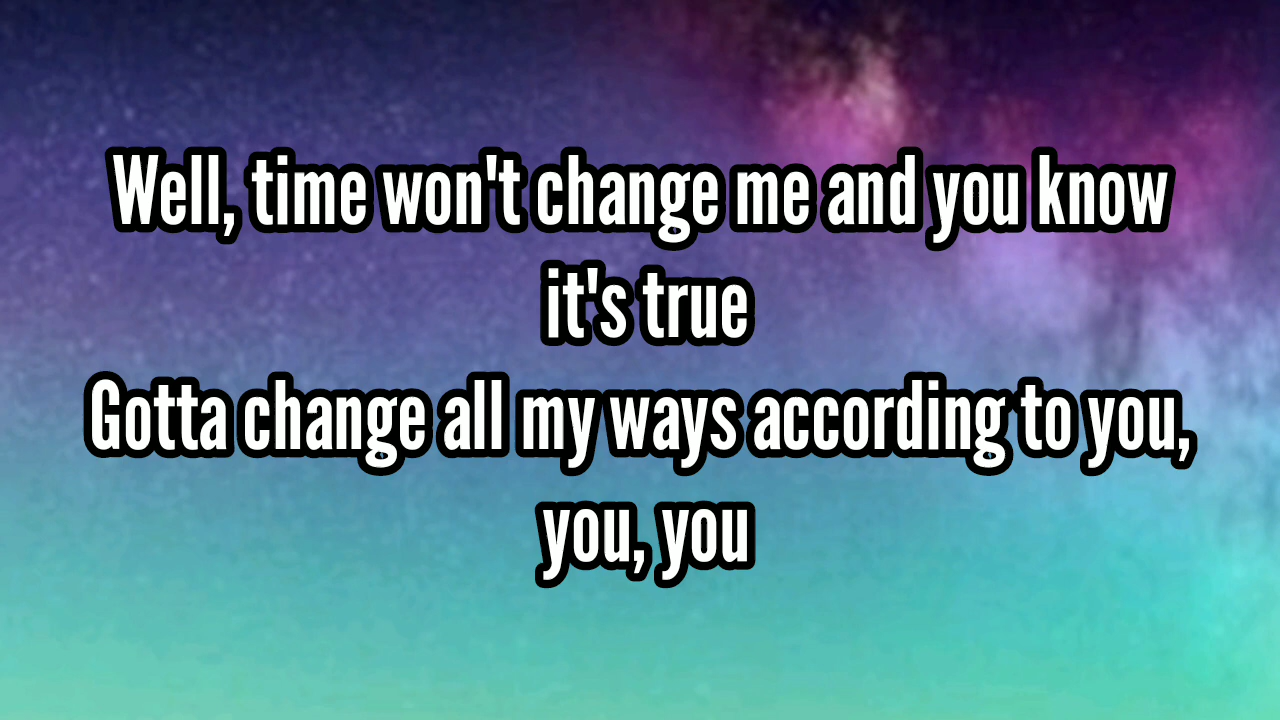 Well, time won't change me and you know
it's true
Gotta change all my ways according to you,
you, you